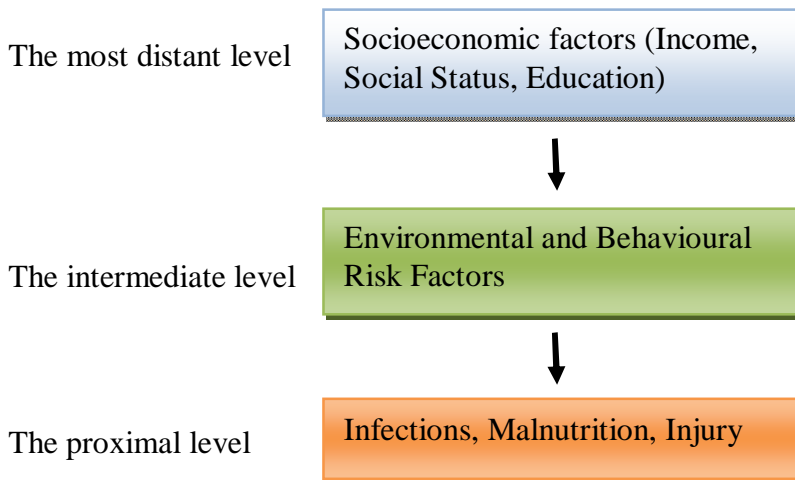 The most distant level
Socioeconomic factors (Income,
Social Status, Education)
The intermediate level
Environmental and Behavioural
Risk Factors
The proximal level
Infections, Malnutrition, Injury